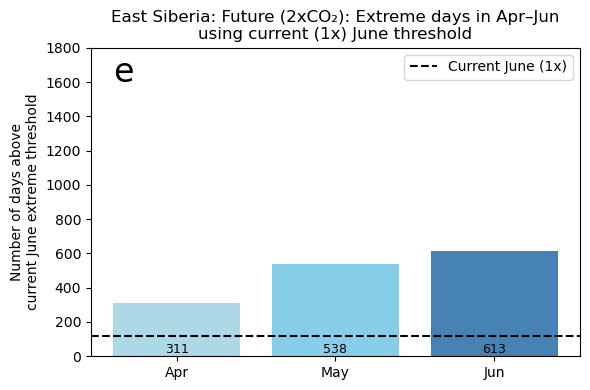 East Siberia: Future (2xCO₂): Extreme days in Apr–Jun
using current (1x) June threshold
e
Current June (1x)
Number of days above
current June extreme threshold
1800
1600
1400
1200
1000
800
600
400
200
0
311
538
613
Apr
May
Jun